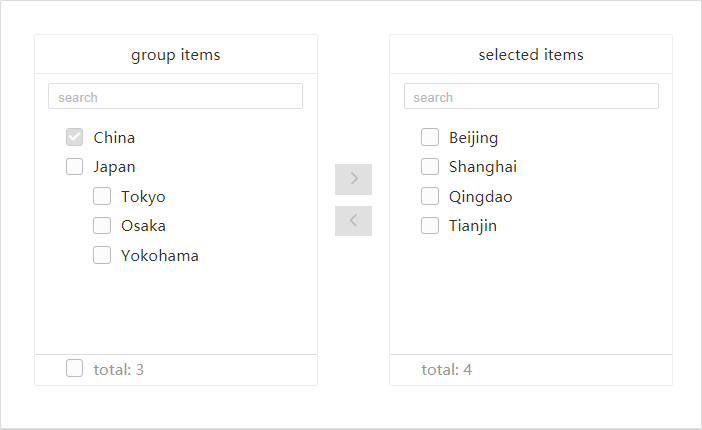 group items
search
China
Japan
Tokyo
Osaka
Yokohama
total: 3
selected items
search
Beijing
Shanghai
Qingdao
Tianjin
total: 4